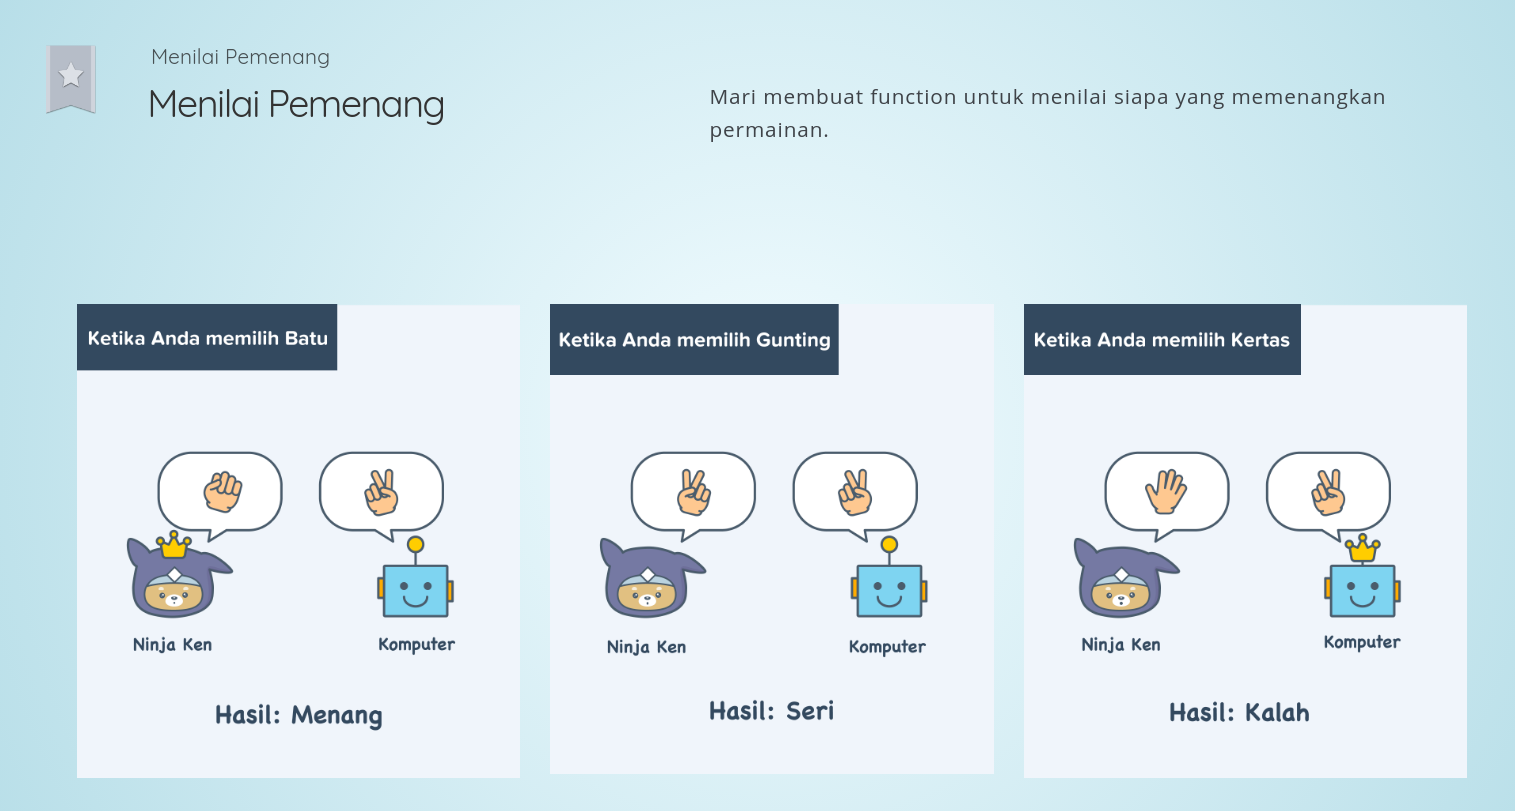 Menilai Pemenang
Menilai Pemenang
Mari membuat function untuk menilai siapa yang memenangkan
permainan.
Ketika Anda memilih Batu
Ninja Ken
Komputer
Hasil: Menang
Ketika Anda memilih Gunting
Ninja Ken
Komputer
Hasil: Seri
Ketika Anda memilih Kertas
Ninja Ken
Komputer
Hasil: Kalah